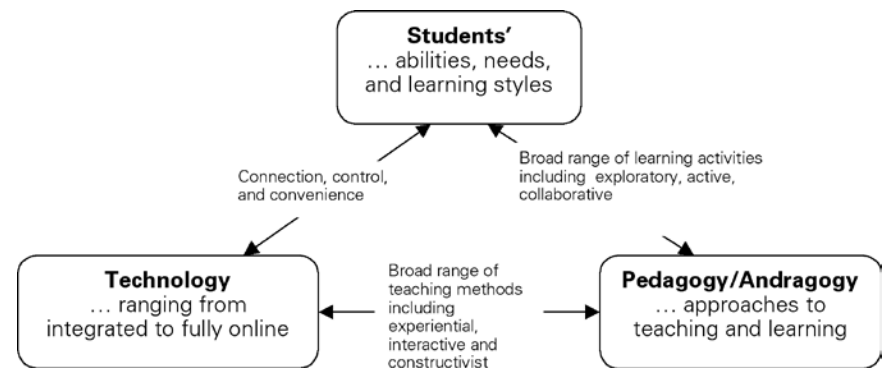 Students’
… abilities, needs,
and learning styles
Connection, control,
and convenience
Broad range of learning activities
including exploratory, active,
collaborative
Technology
… ranging from
integrated to fully online
Broad range of
teaching methods
including
experiential,
interactive and
constructivist
Pedagogy/Andragogy
… approaches to
teaching and learning